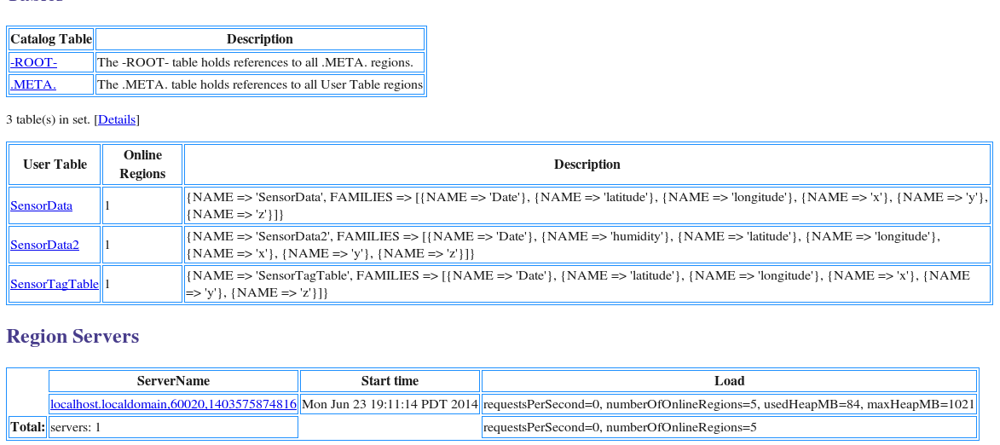 Catalog Table Description
-ROOT- The -ROOT- table holds references to all .META. regions.
.META. The .META. table holds references to all User Table regions
3 table(s) in set. [Details]
User Table Online Regions Description
SensorData 1 {NAME => 'SensorData', FAMILIES => [{NAME => 'Date'}, {NAME => 'latitude'}, {NAME => 'longitude'}, {NAME => 'x'}, {NAME => 'y'},
{NAME => 'z'}]}
SensorData2 1 {NAME => 'SensorData2', FAMILIES => [{NAME => 'Date'}, {NAME => 'humidity'}, {NAME => 'latitude'}, {NAME => 'longitude'},
{NAME => 'x'}, {NAME => 'y'}, {NAME => 'z'}]}
SensorTagTable 1 {NAME => 'SensorTagTable', FAMILIES => [{NAME => 'Date'}, {NAME => 'latitude'}, {NAME => 'longitude'}, {NAME => 'x'}, {NAME
=> 'y'}, {NAME => 'z'}]}
Region Servers
ServerName Start time Load
localhost.localdomain,60020,1403575874816 Mon Jun 23 19:11:14 PDT 2014 requestsPerSecond=0, numberOfOnlineRegions=5, usedHeapMB=84, maxHeapMB=1021
Total: servers: 1 requestsPerSecond=0, numberOfOnlineRegions=5